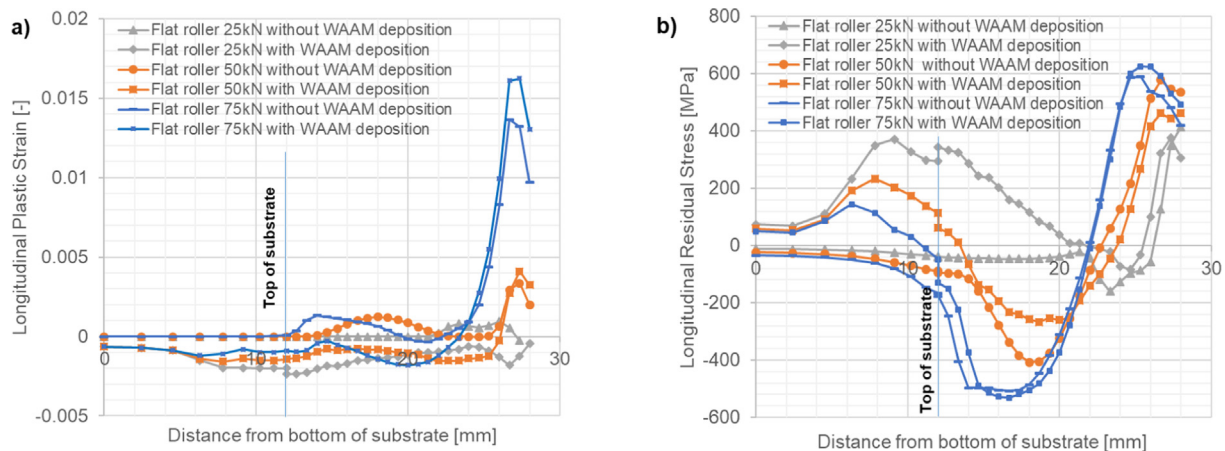 a)
0.02
0.015
0.01
0.005
0
-0.005
Longitudinal Plastic Strain [-]
Flat roller 25kN without WAAM deposition
Flat roller 25kN with WAAM deposition
Flat roller 50kN without WAAM deposition
Flat roller 50kN with WAAM deposition
Flat roller 75kN without WAAM deposition
Flat roller 75kN with WAAM deposition
Top of substrate
0
10
20
30
Distance from bottom of substrate [mm]
b)
800
600
400
200
0
-200
-400
-600
Longitudinal Residual Stress [MPa]
Flat roller 25kN without WAAM deposition
Flat roller 25kN with WAAM deposition
Flat roller 50kN without WAAM deposition
Flat roller 50kN with WAAM deposition
Flat roller 75kN without WAAM deposition
Flat roller 75kN with WAAM deposition
Top of substrate
0
10
20
30
Distance from bottom of substrate [mm]